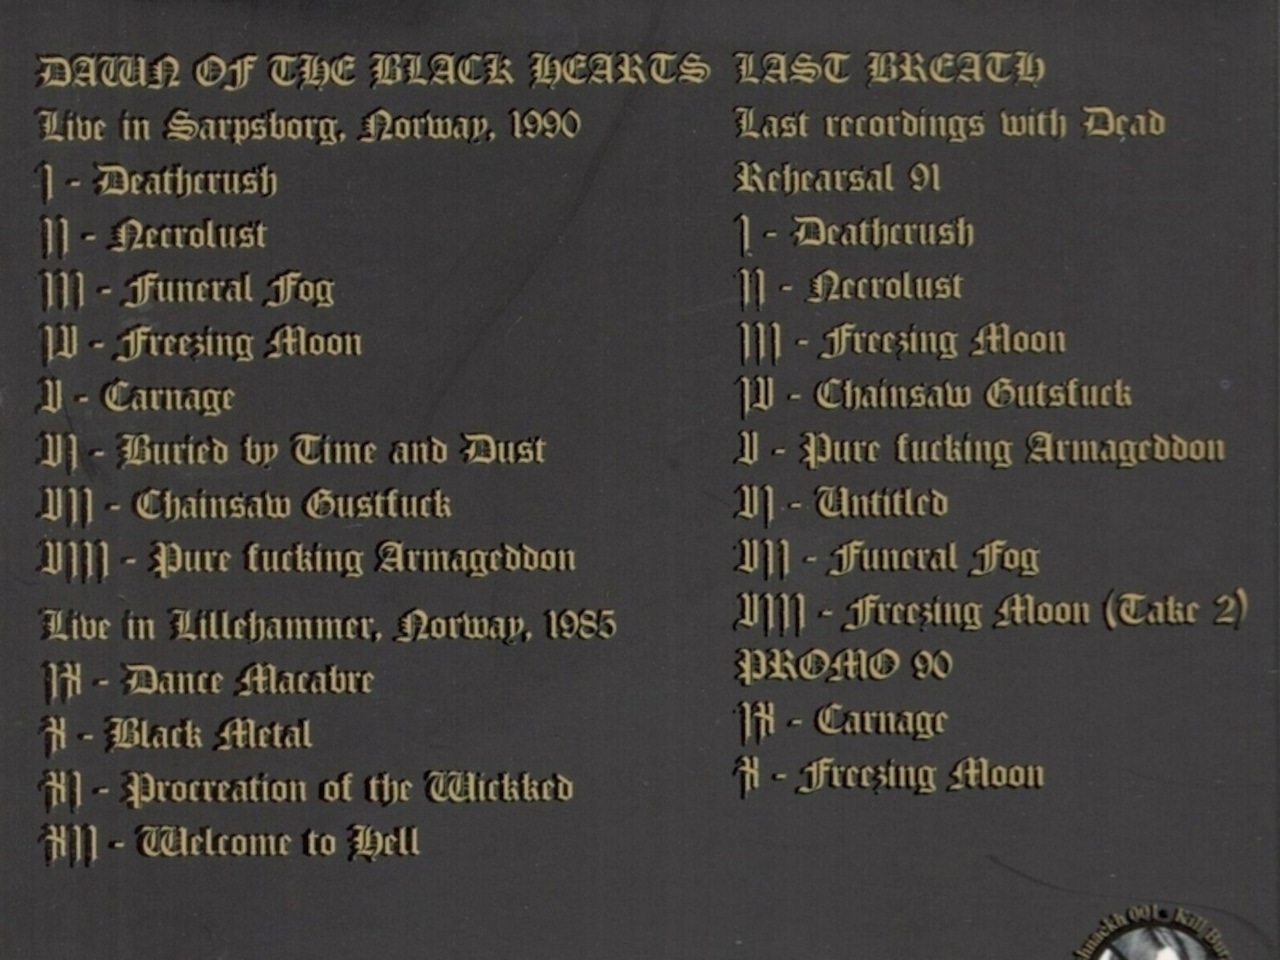 DAWN OF THE BLACK HEARTS
Live in Sarpsborg, Norway, 1990
I - Deathcrush
II - Necrolust
III - Funeral Fog
IV - Freezing Moon
V - Carnage
VI - Buried by Time and Dust
VII - Chainsaw Gustfuck
VIII - Pure fucking Armageddon
Live in Lillehammer, Norway, 1985
IX - Dance Macabre
X - Black Metal
XI - Procreation of the Wickked
XII - Welcome to Hell
LAST BREATH
Last recordings with Dead
Rehearsal 91
I - Deathcrush
II - Necrolust
III - Freezing Moon
IV - Chainsaw Gutsfuck
V - Pure fucking Armageddon
VI - Untitled
VII - Funeral Fog
VIII - Freezing Moon (Take 2)
PROMO 90
IX - Carnage
X - Freezing Moon
001 • Kill